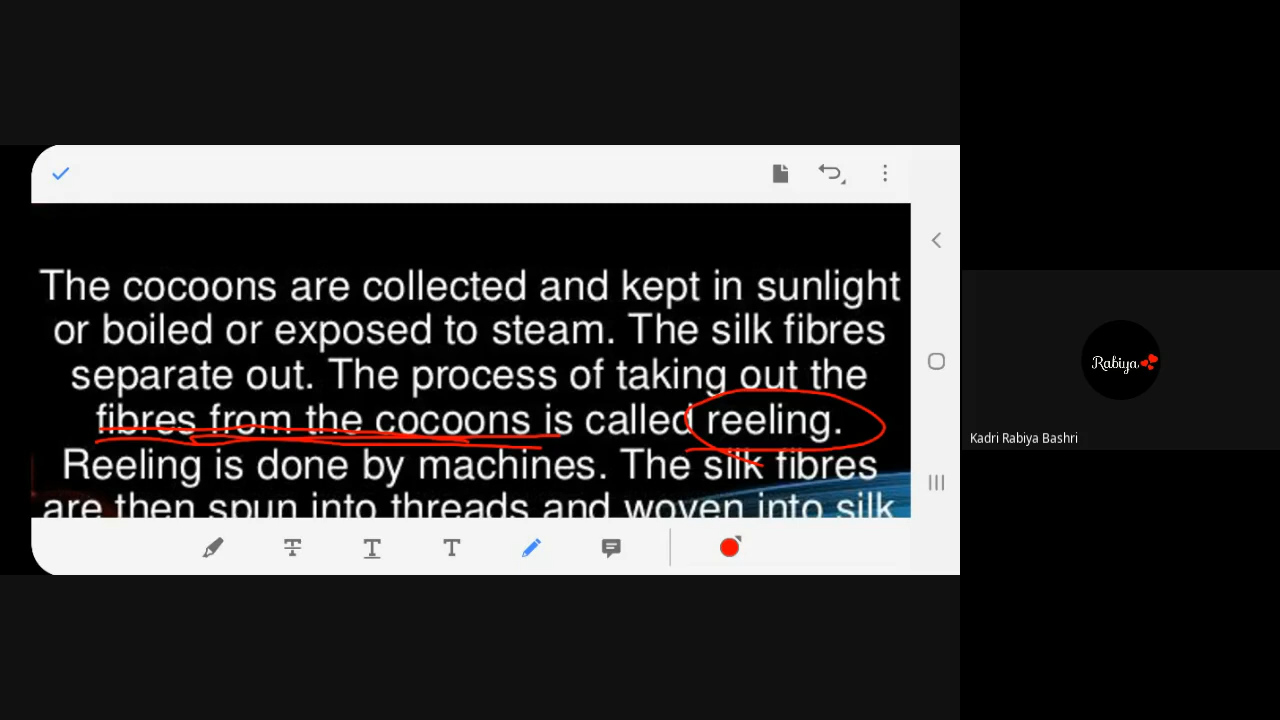 The cocoons are collected and kept in sunlight
or boiled or exposed to steam. The silk fibres
separate out. The process of taking out the
fibres from the cocoons is called reeling.
Reeling is done by machines. The silk fibres
are then spun into threads and woven into silk
T
T
T
Rabiya
Kadri Rabiya Bashri